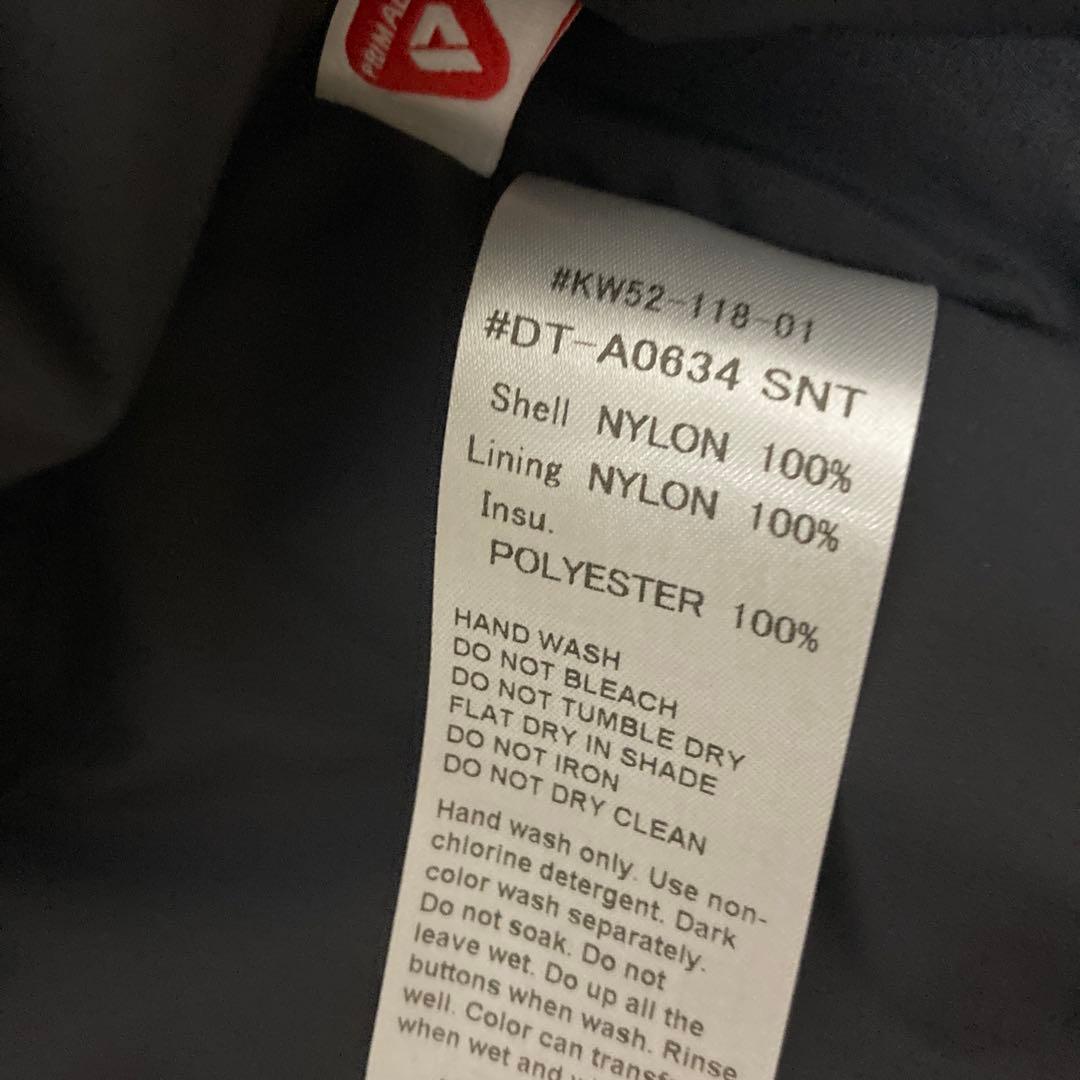 #KW52-118-01
#DT-A0634 SNT
Shell NYLON 100%
Lining NYLON 100%
Insu.
POLYESTER 100%
HAND WASH
DO NOT BLEACH
DO NOT TUMBLE DRY
FLAT DRY IN SHADE
DO NOT IRON
DO NOT DRY CLEAN
Hand wash only. Use non-
chlorine detergent. Dark
color wash separately.
Do not soak. Do not
leave wet. Do up all the
buttons when wash. Rinse
well. Color can
when wet and